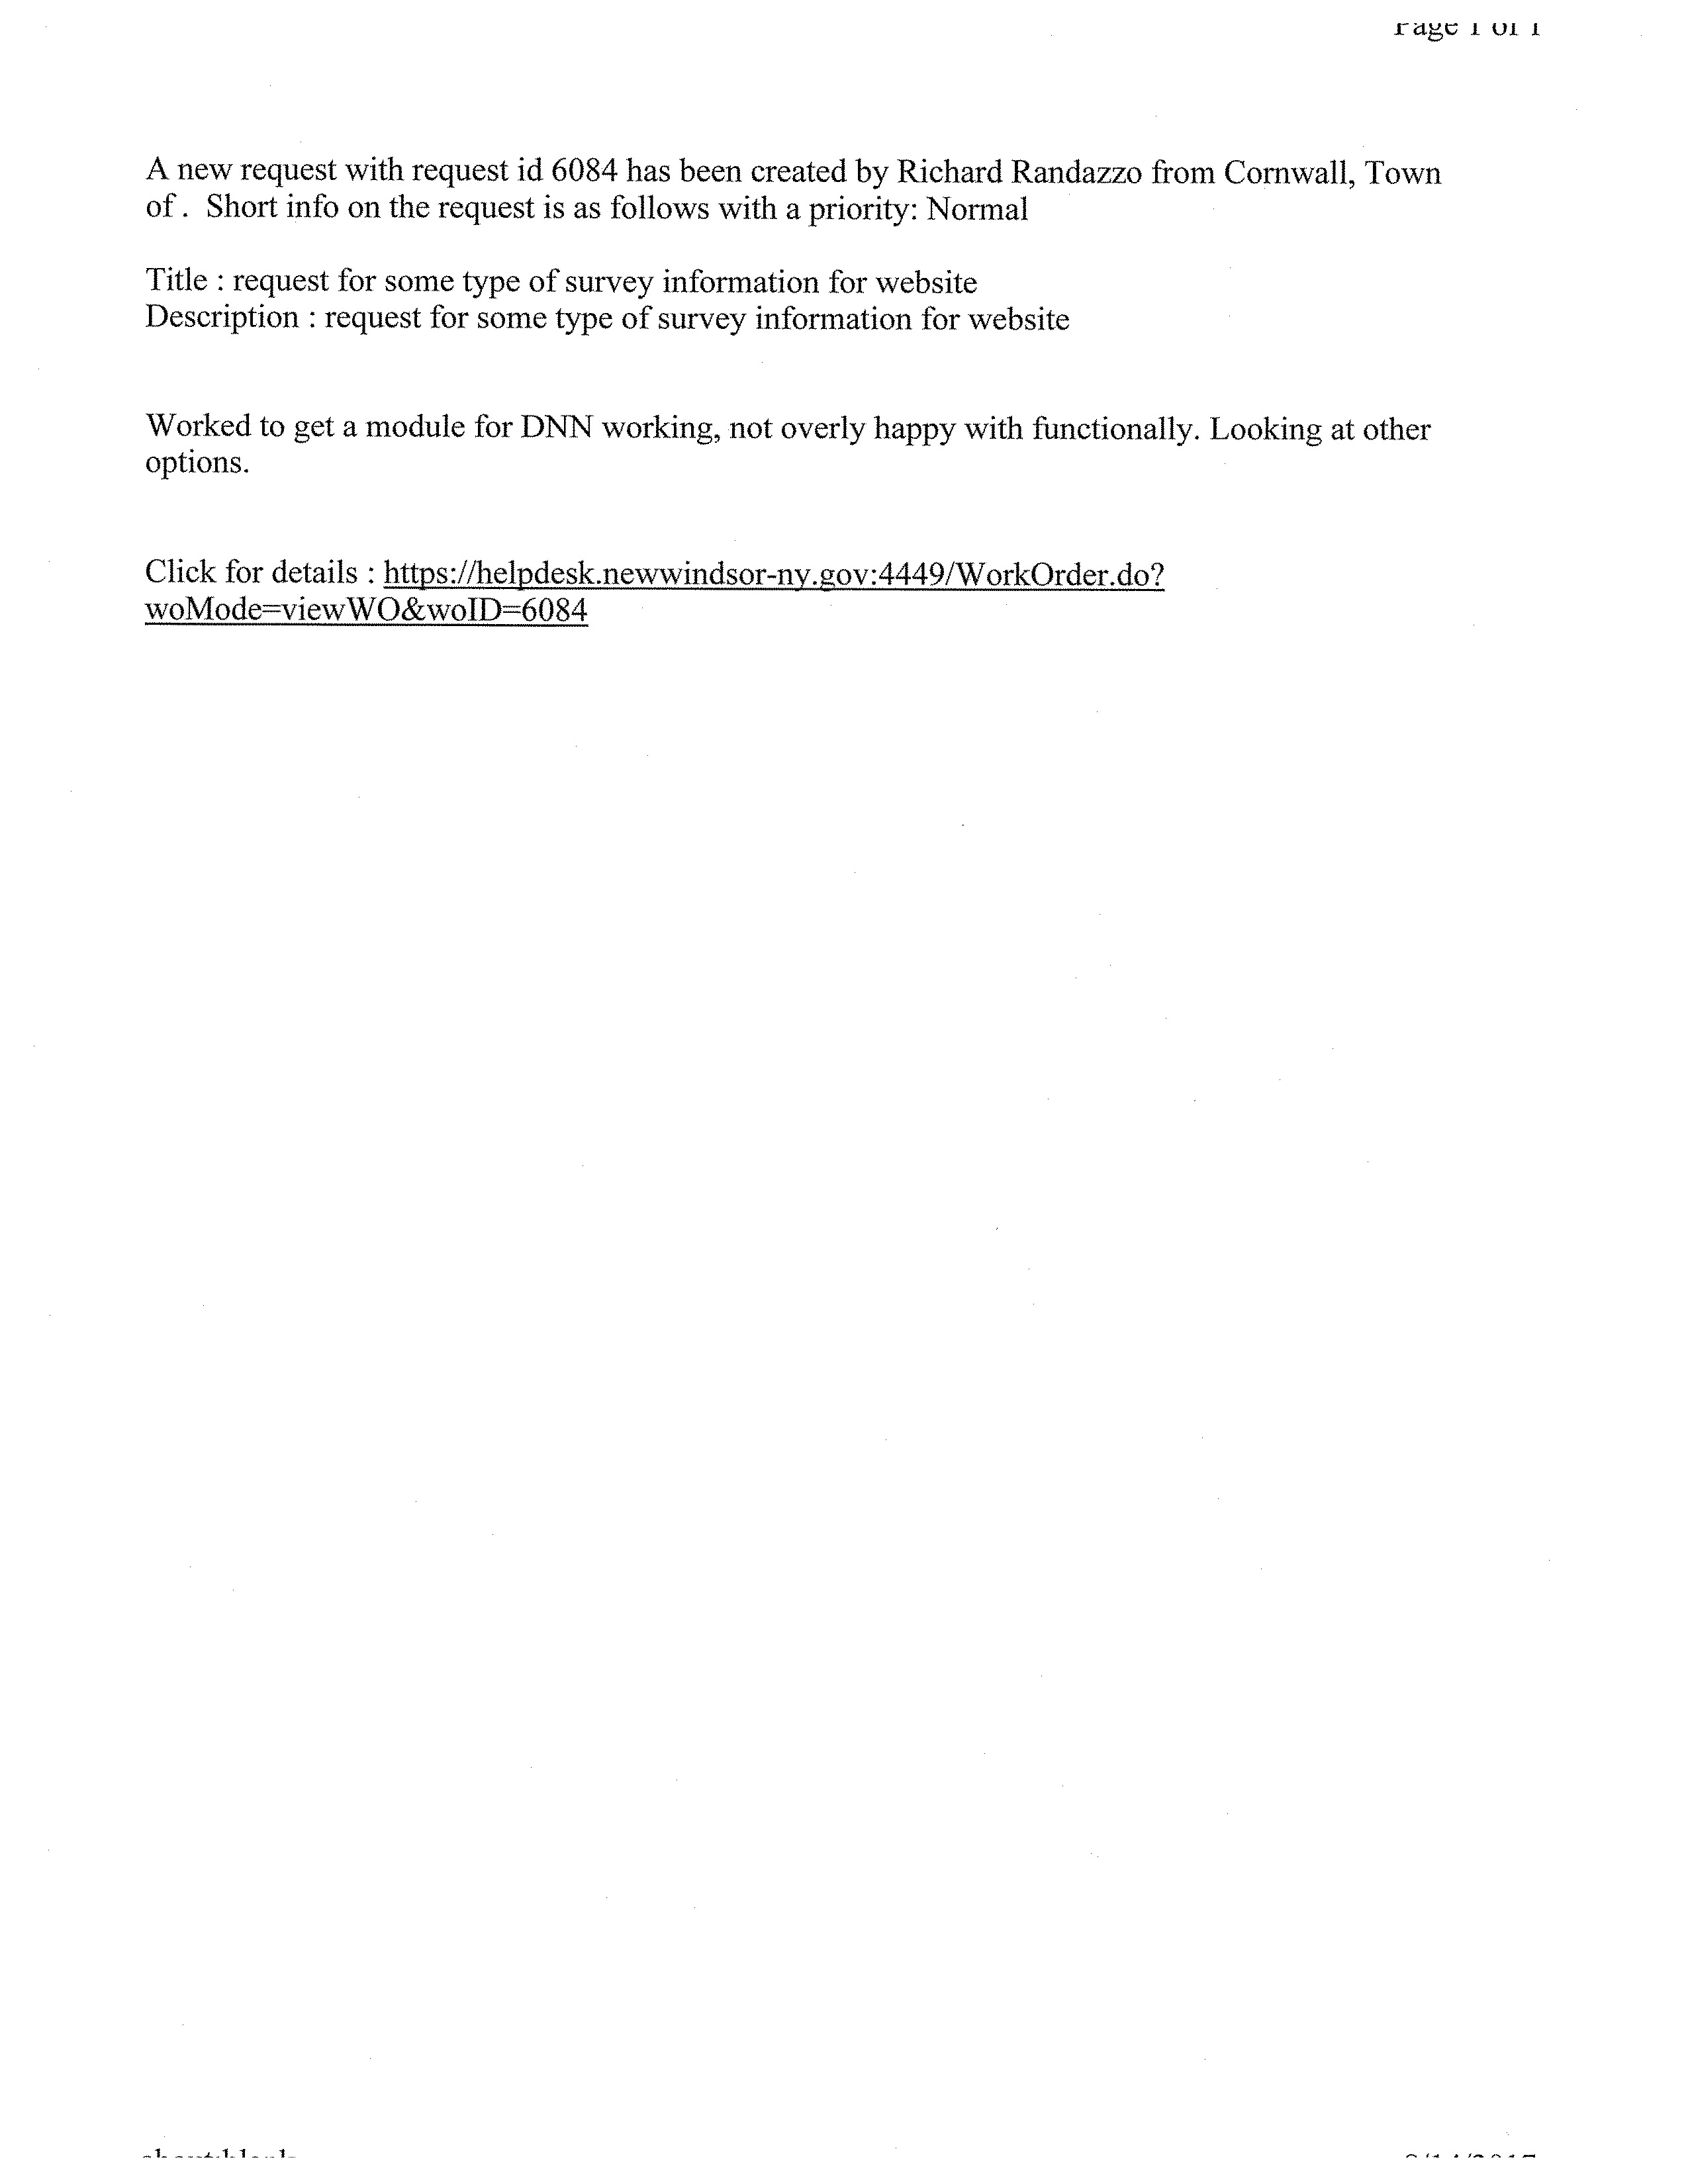 Page 1 of 1
A new request with request id 6084 has been created by Richard Randazzo from Cornwall, Town
of .  Short info on the request is as follows with a priority: Normal
Title : request for some type of survey information for website
Description : request for some type of survey information for website
Worked to get a module for DNN working, not overly happy with functionally. Looking at other
options.
Click for details : https://helpdesk.newwindsor-ny.gov:4449/WorkOrder.do?
woMode=viewWO&woID=6084